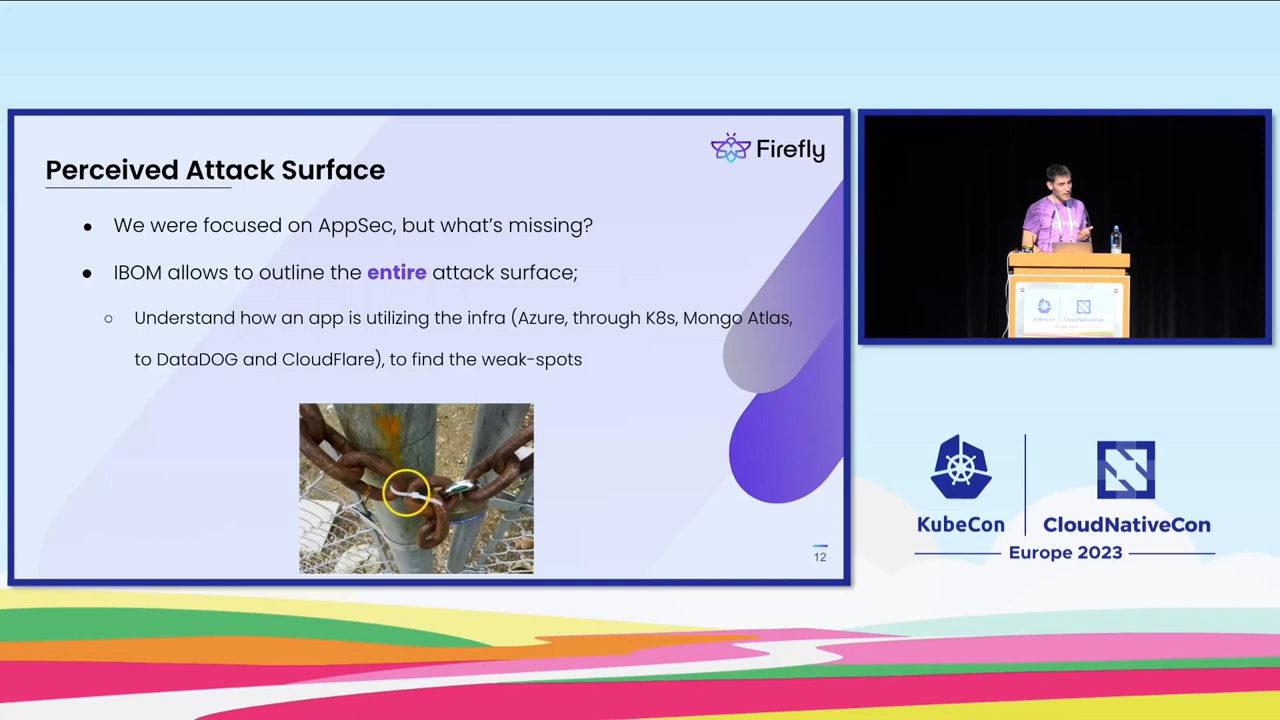 Perceived Attack Surface
Firefly
● We were focused on AppSec, but what's missing?
● IBOM allows to outline the entire attack surface;
○ Understand how an app is utilizing the infra (Azure, through K8s, Mongo Atlas,
to DataDOG and CloudFlare), to find the weak-spots
12
KubeCon
CloudNativeCon
Europe 2023